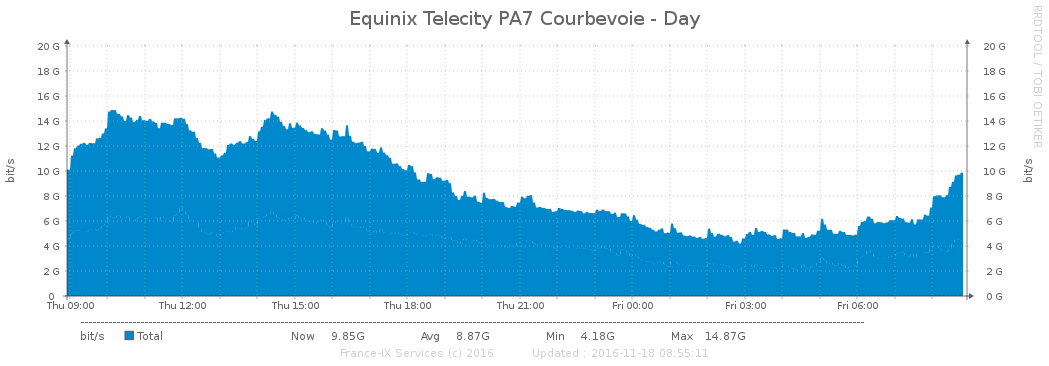 Equinix Telecity PA7 Courbevoie - Day
RRDTOOL / TOBI OETIKER
bit/s
20 G 20 G
18 G 18 G
16 G 16 G
14 G 14 G
12 G 12 G
10 G 10 G
8 G 8 G
6 G 6 G
4 G 4 G
2 G 2 G
0 0 G
bit/s
Thu 09:00 Thu 12:00 Thu 15:00 Thu 18:00 Thu 21:00 Fri 00:00 Fri 03:00 Fri 06:00
bit/s Total Now 9.85G Avg 8.87G Min 4.18G Max 14.87G
France-IX Services (c) 2016 Updated : 2016-11-18 08:55:11